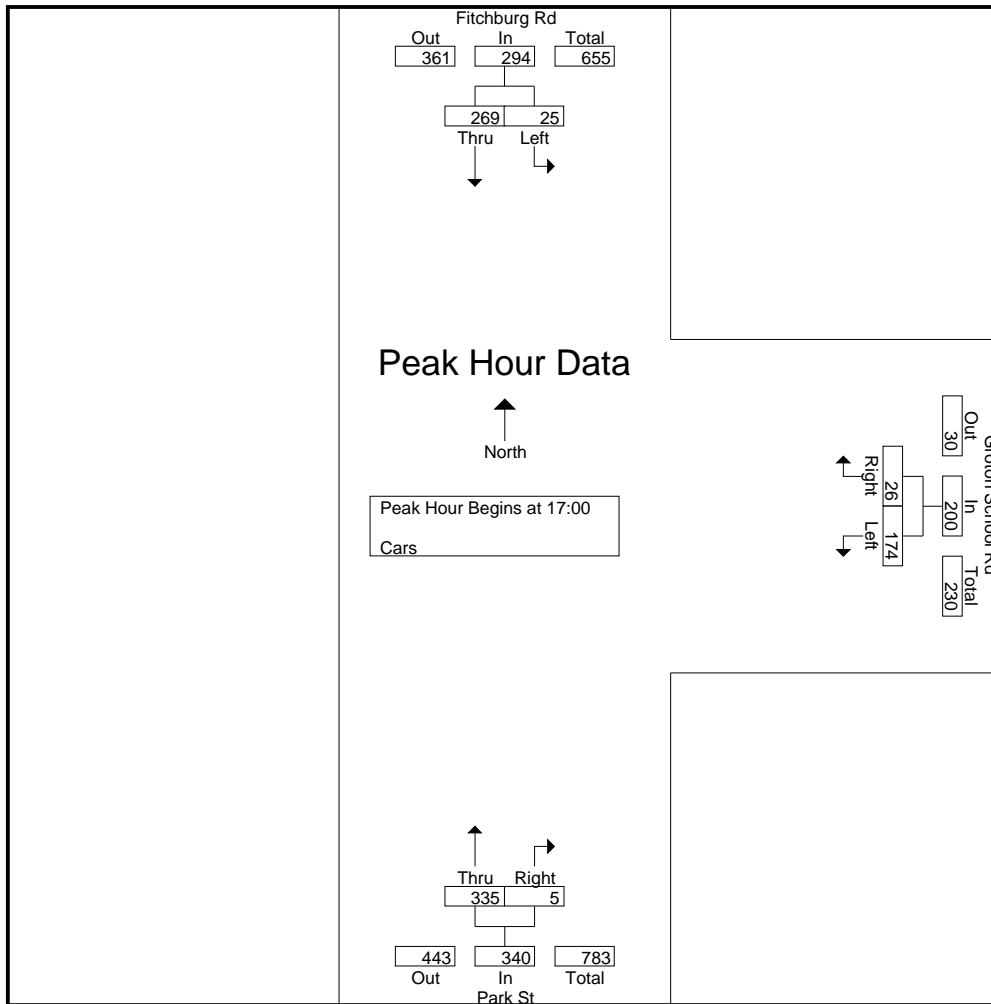 Fitchburg Rd
Out In Total
361 294 655
269 25
Thru Left
Peak Hour Data
North
Peak Hour Begins at 17:00
Cars
Out In Total
30 200 230
Right Left
26 174
Thru Right
335 5
443 340 783
Out In Total
Park St